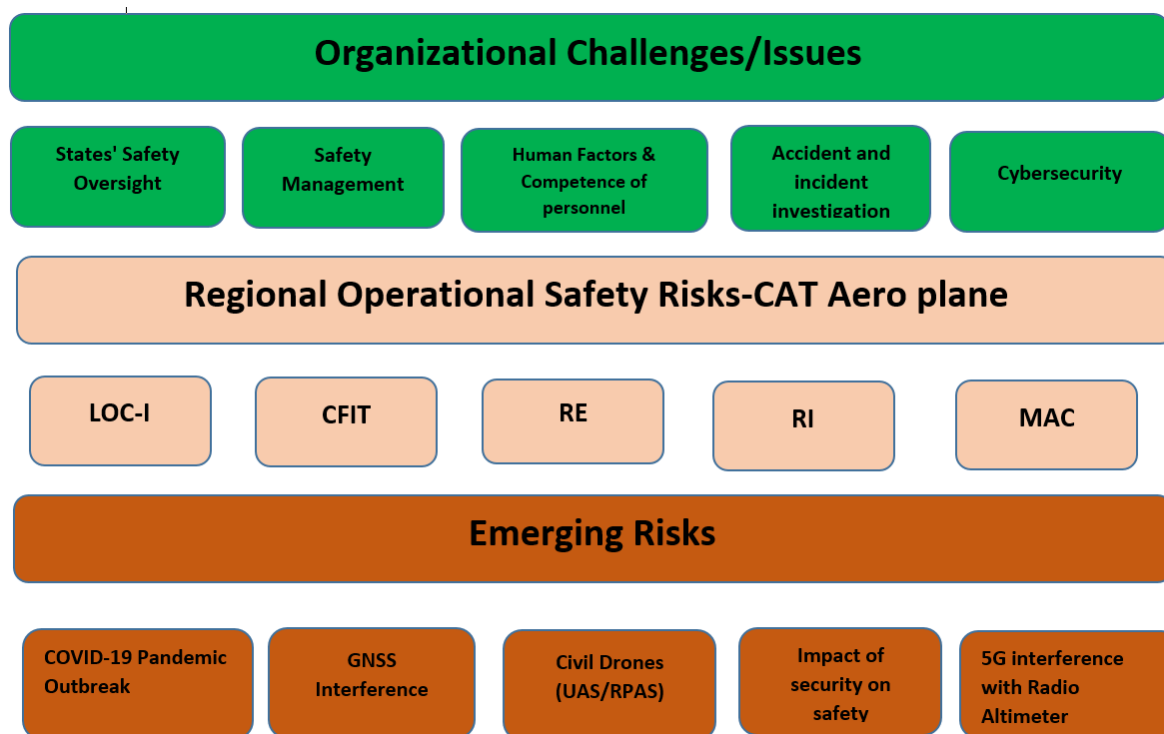 Organizational Challenges/Issues
States' Safety
Oversight
Safety
Management
Human Factors &
Competence of
personnel
Accident and
incident
investigation
Cybersecurity
Regional Operational Safety Risks-CAT Aero plane
LOC-I
CFIT
RE
RI
MAC
Emerging Risks
COVID-19 Pandemic
Outbreak
GNSS
Interference
Civil Drones
(UAS/RPAS)
Impact of
security on
safety
5G interference
with Radio
Altimeter